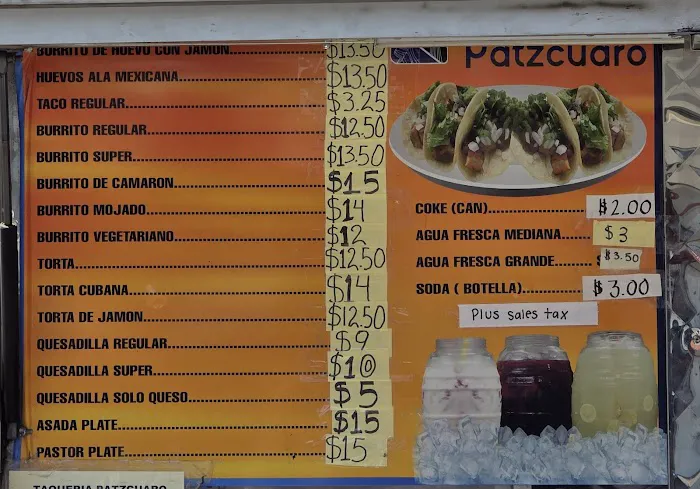 BURRITO DE HUEVO CON JAMON........ $13.50
HUEVOS ALA MEXICANA........ $13.50
TACO REGULAR........ $3.25
BURRITO REGULAR........ $12.50
BURRITO SUPER........ $13.50
BURRITO DE CAMARON........ $15
BURRITO MOJADO........ $14
BURRITO VEGETARIANO........ $12
TORTA........ $12.50
TORTA CUBANA........ $14
TORTA DE JAMON........ $12.50
QUESADILLA REGULAR........ $9
QUESADILLA SUPER........ $10
QUESADILLA SOLO QUESO........ $5
ASADA PLATE........ $15
PASTOR PLATE........ $15
TAQUERIA PATZCUARO
Patzcuaro
COKE (CAN)........ $2.00
AGUA FRESCA MEDIANA........ $3
AGUA FRESCA GRANDE........ $3.50
SODA ( BOTELLA)........ $3.00
Plus sales tax